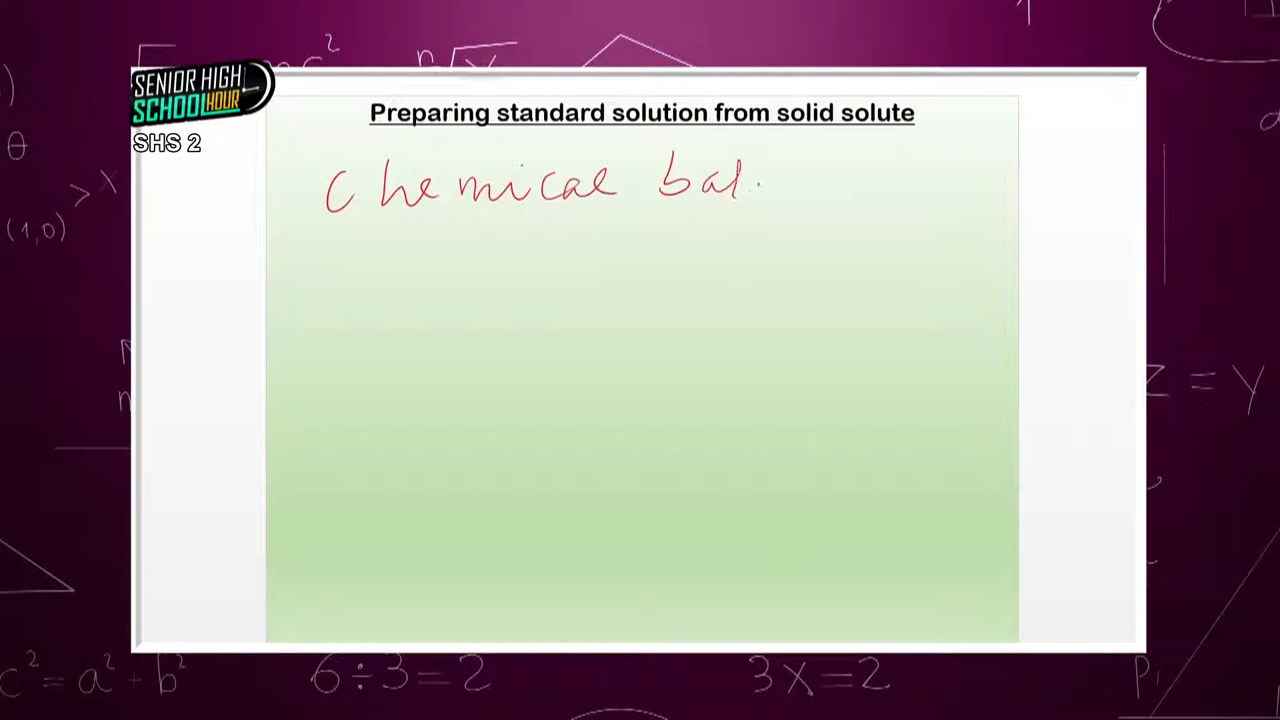 SENIOR HIGH
SCHOOL HOUR
SHS 2
Preparing standard solution from solid solute
Chemical bal
θ
> X
(1,0)
Z = Y
c² = a² + b²
6÷3=2
3x=2